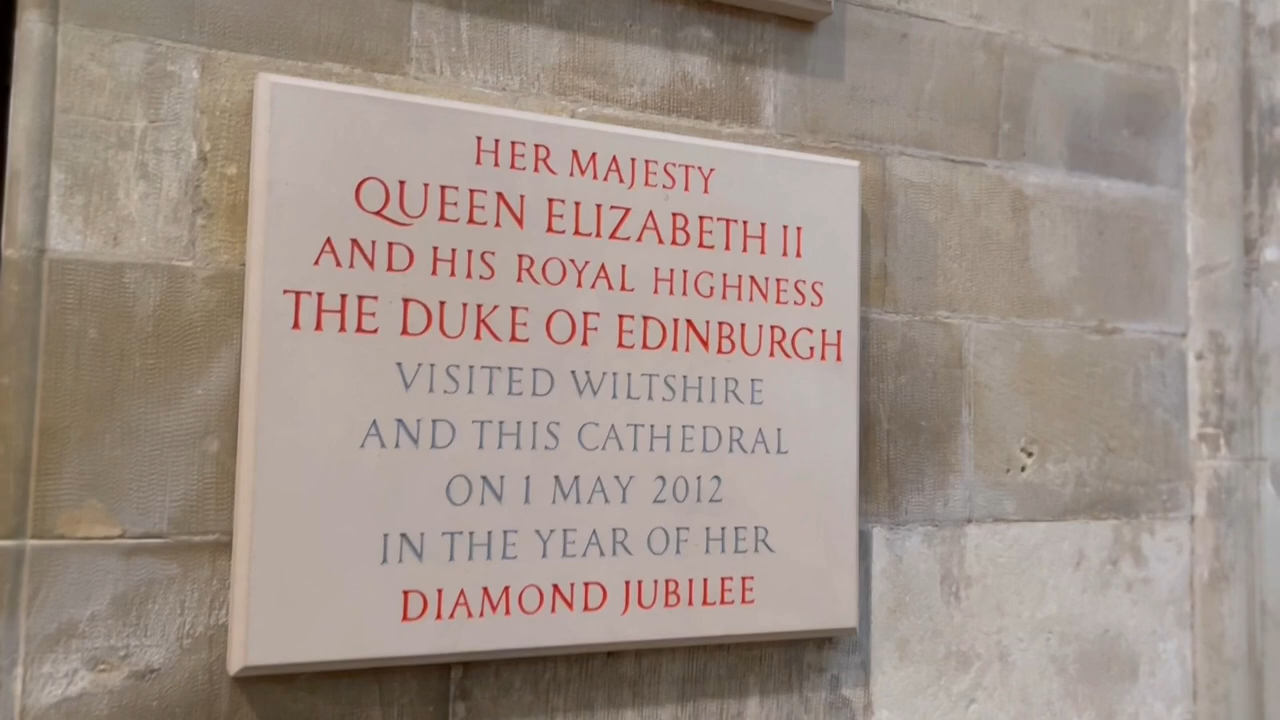 HER MAJESTY
QUEEN ELIZABETH II
AND HIS ROYAL HIGHNESS
THE DUKE OF EDINBURGH
VISITED WILTSHIRE
AND THIS CATHEDRAL
ON 1 MAY 2012
IN THE YEAR OF HER
DIAMOND JUBILEE